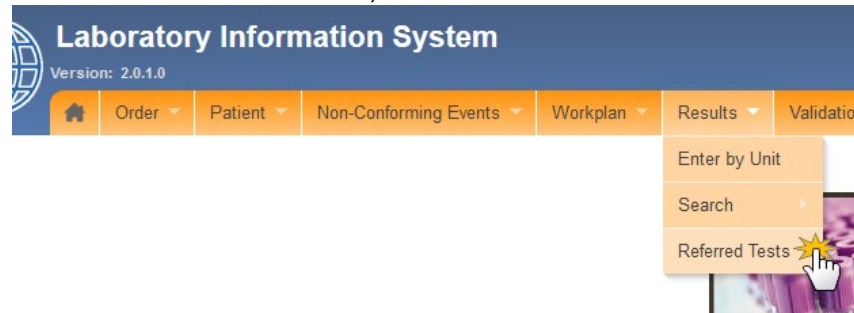 Laboratory Information System
Version: 2.0.1.0
Order Patient Non-Conforming Events Workplan Results
Enter by Unit
Search
Referred Tests